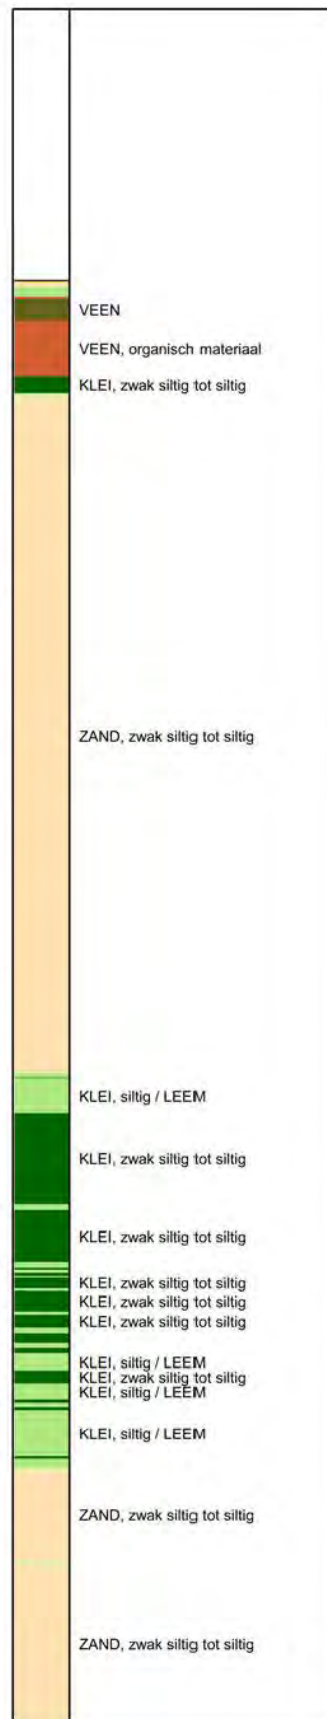 VEEN
VEEN, organisch materiaal
KLEI, zwak siltig tot siltig
ZAND, zwak siltig tot siltig
KLEI, siltig / LEEM
KLEI, zwak siltig tot siltig
KLEI, zwak siltig tot siltig
KLEI, zwak siltig tot siltig
KLEI, zwak siltig tot siltig
KLEI, zwak siltig tot siltig
KLEI, siltig / LEEM
KLEI, zwak siltig tot siltig
KLEI, siltig / LEEM
KLEI, siltig / LEEM
ZAND, zwak siltig tot siltig
ZAND, zwak siltig tot siltig